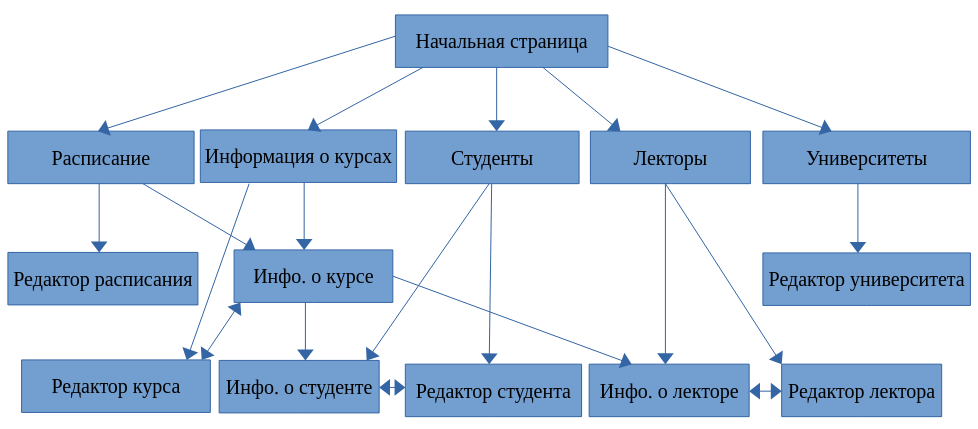 Начальная страница
Расписание
Информация о курсах
Студенты
Лекторы
Университеты
Редактор расписания
Инфо. о курсе
Редактор университета
Редактор курса
Инфо. о студенте
Редактор студента
Инфо. о лекторе
Редактор лектора